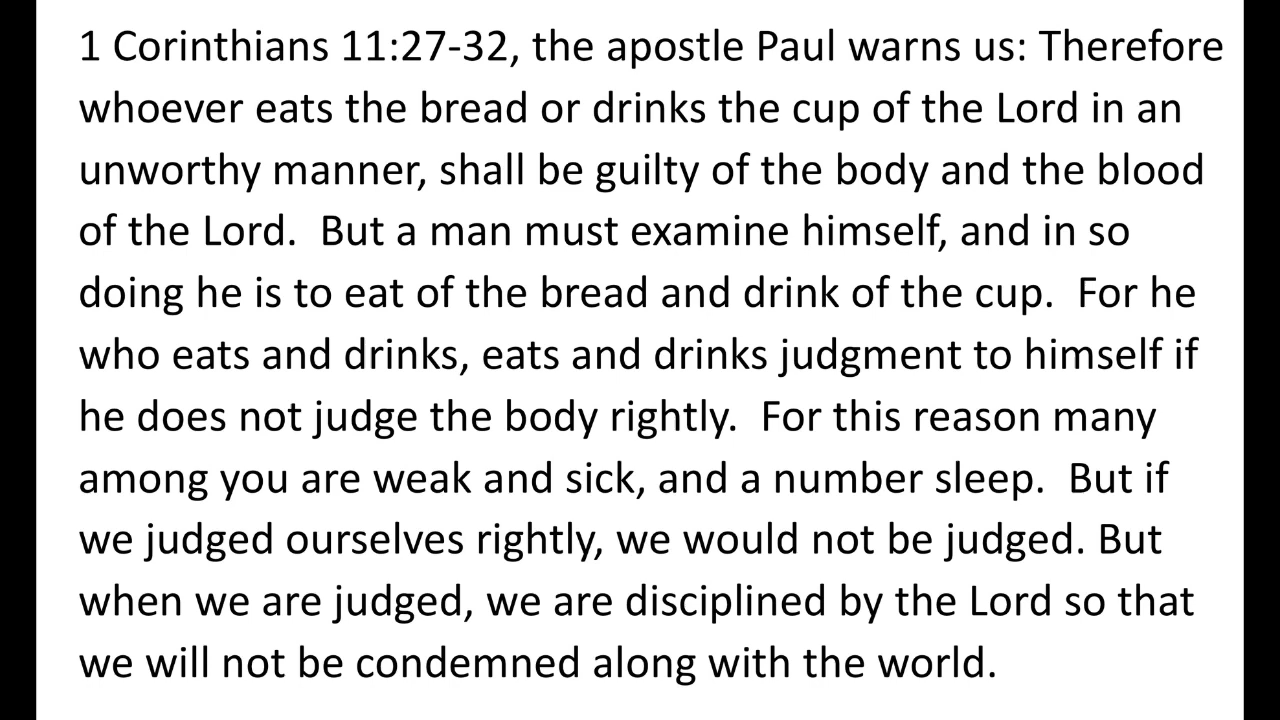 1 Corinthians 11:27-32, the apostle Paul warns us: Therefore
whoever eats the bread or drinks the cup of the Lord in an
unworthy manner, shall be guilty of the body and the blood
of the Lord.  But a man must examine himself, and in so
doing he is to eat of the bread and drink of the cup.  For he
who eats and drinks, eats and drinks judgment to himself if
he does not judge the body rightly.  For this reason many
among you are weak and sick, and a number sleep.  But if
we judged ourselves rightly, we would not be judged. But
when we are judged, we are disciplined by the Lord so that
we will not be condemned along with the world.